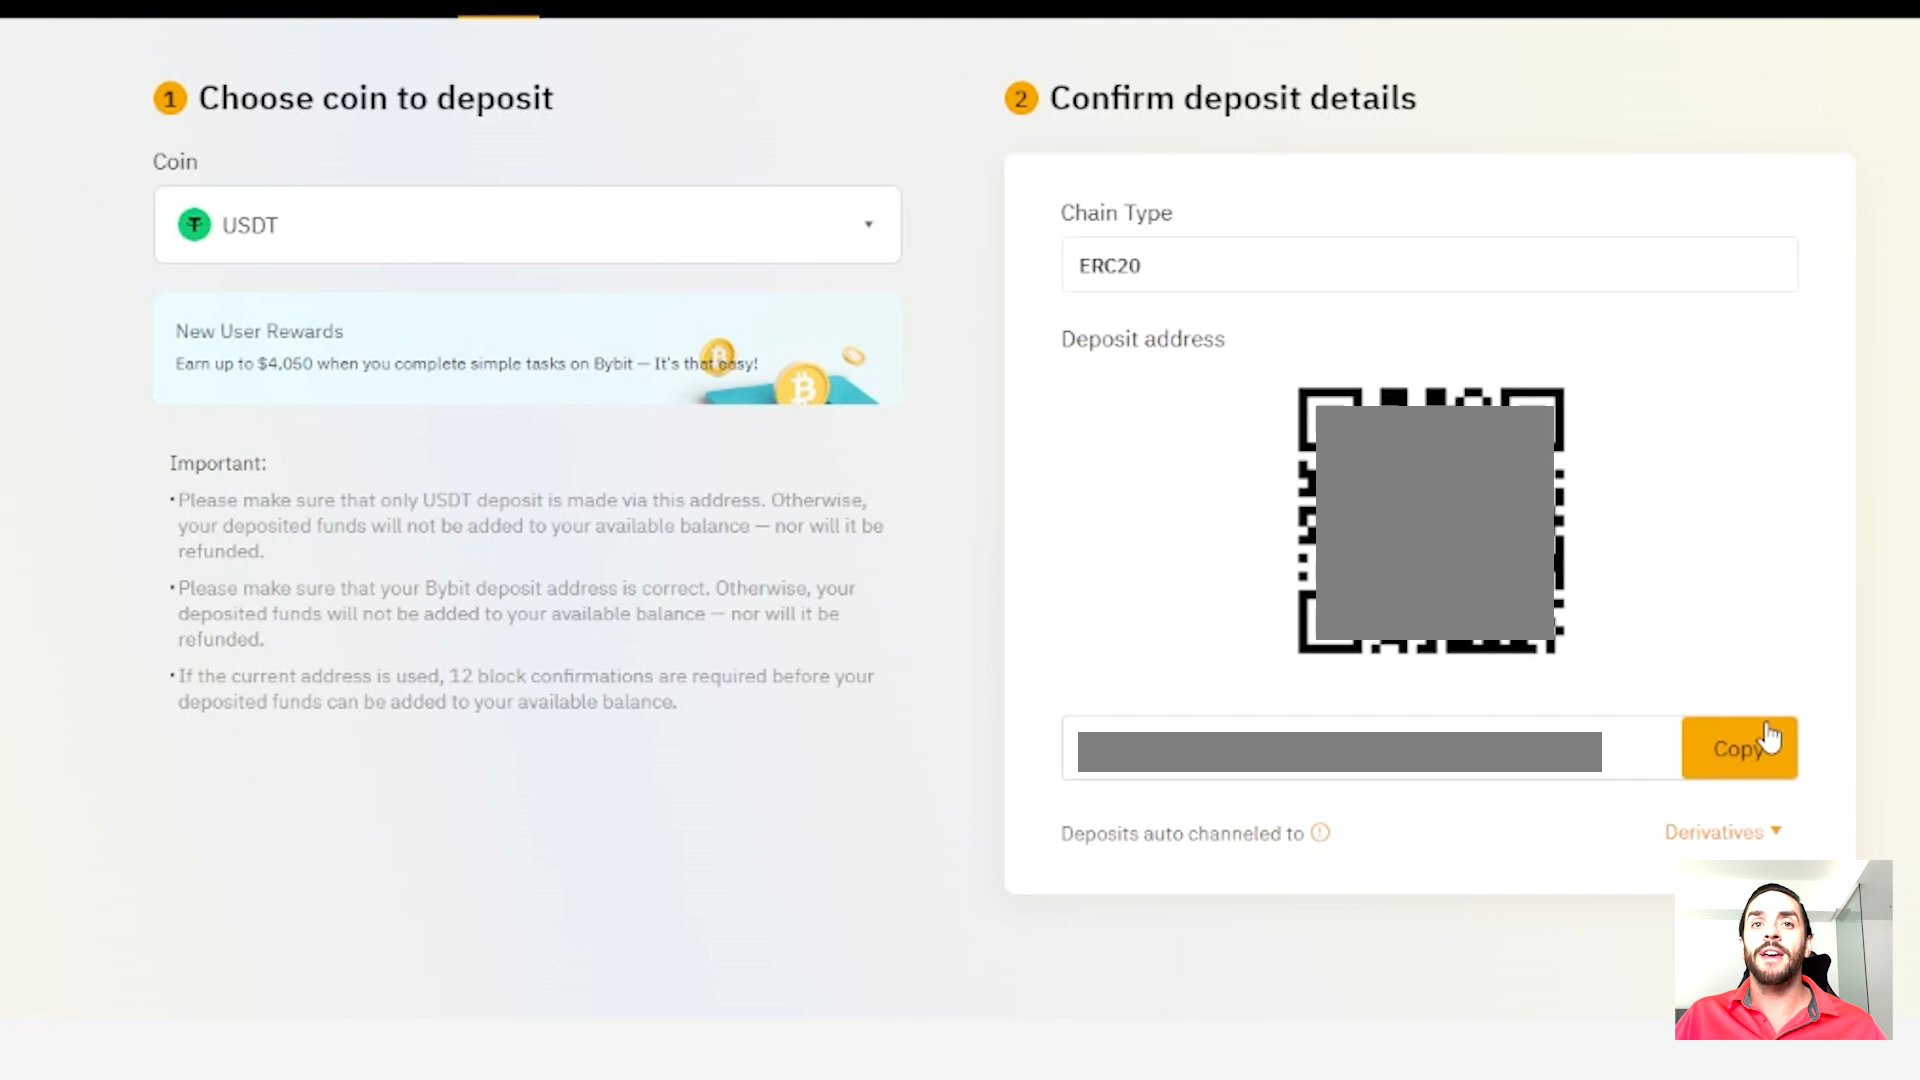 1 Choose coin to deposit
Coin
USDT
New User Rewards
Earn up to $4,050 when you complete simple tasks on Bybit — It's that easy!
Important:
• Please make sure that only USDT deposit is made via this address. Otherwise,
your deposited funds will not be added to your available balance — nor will it be
refunded.
• Please make sure that your Bybit deposit address is correct. Otherwise, your
deposited funds will not be added to your available balance — nor will it be
refunded.
• If the current address is used, 12 block confirmations are required before your
deposited funds can be added to your available balance.
2 Confirm deposit details
Chain Type
ERC20
Deposit address
Copy
Deposits auto channeled to
Derivatives